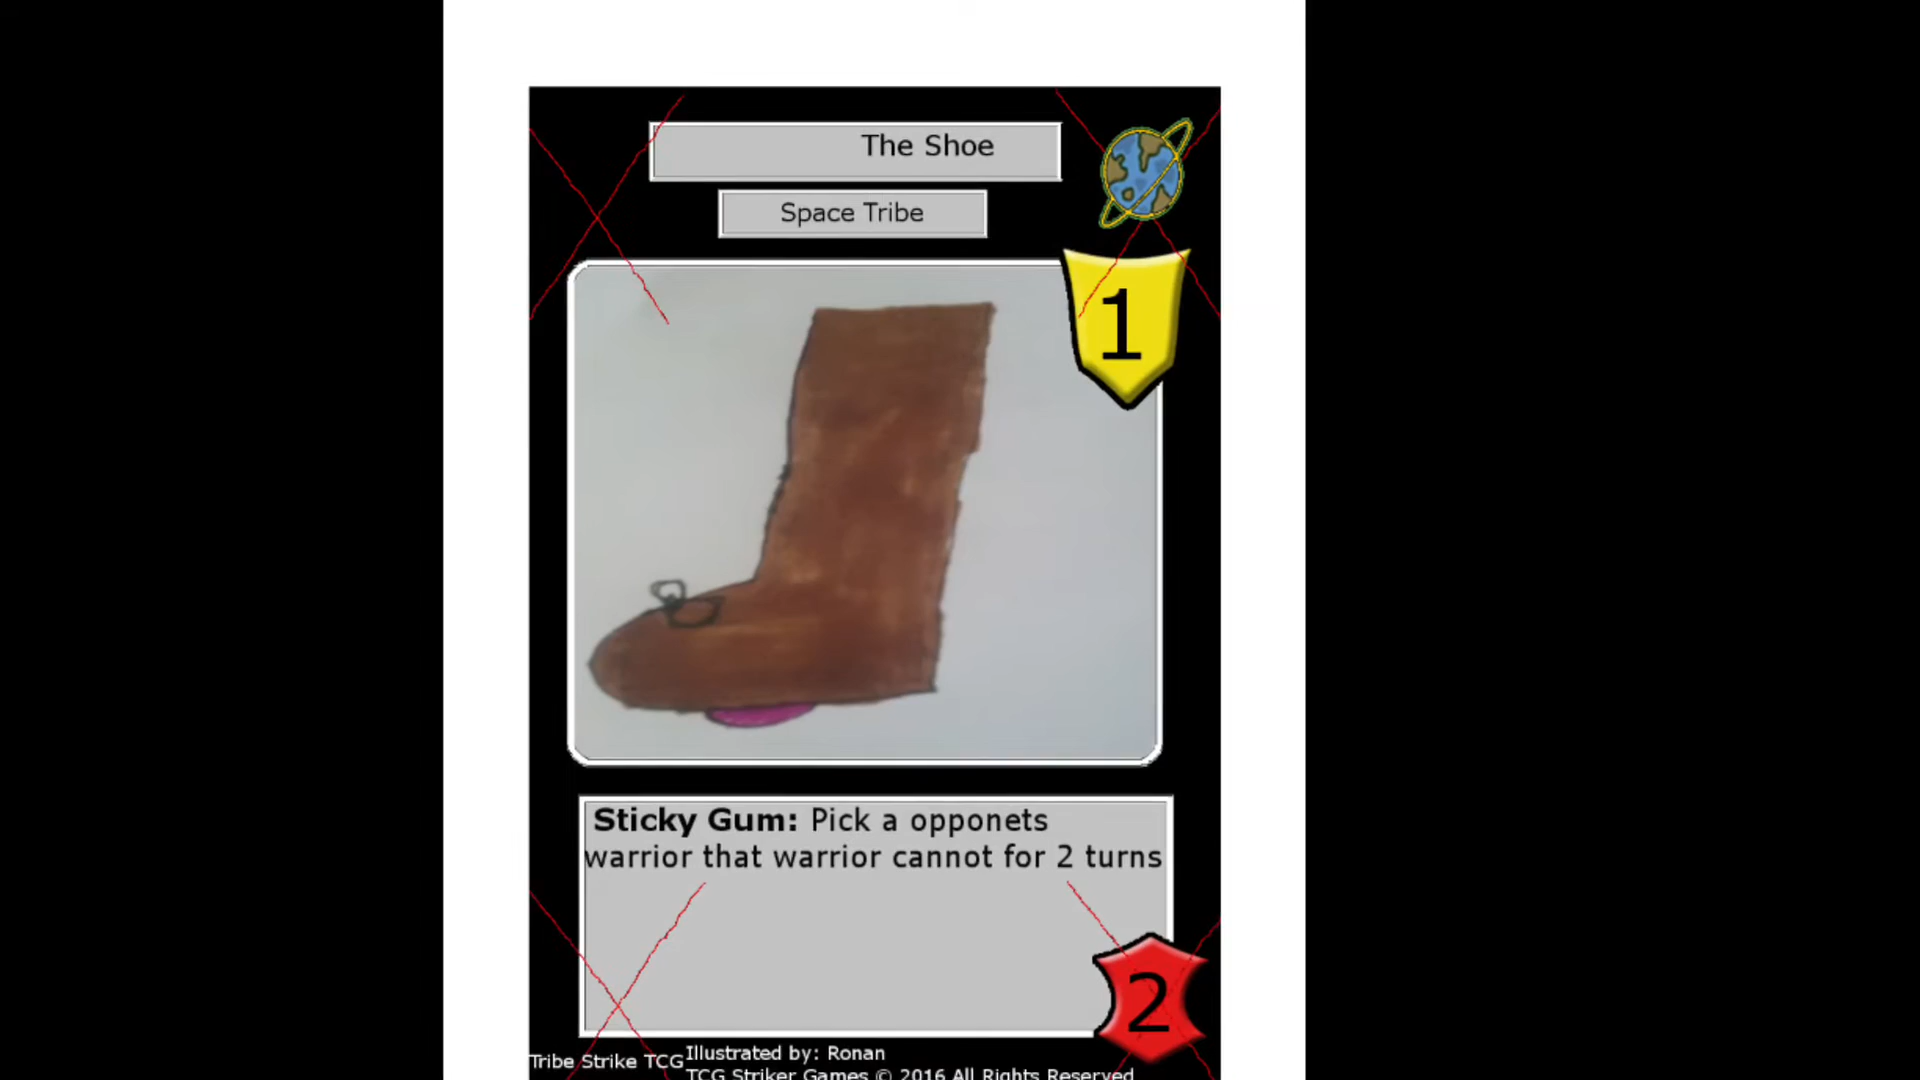 The Shoe
Space Tribe
1
Sticky Gum: Pick a opponets
warrior that warrior cannot for 2 turns
2
Tribe Strike TCG
Illustrated by: Ronan
TCG Striker Games © 2016 All Rights Reserved